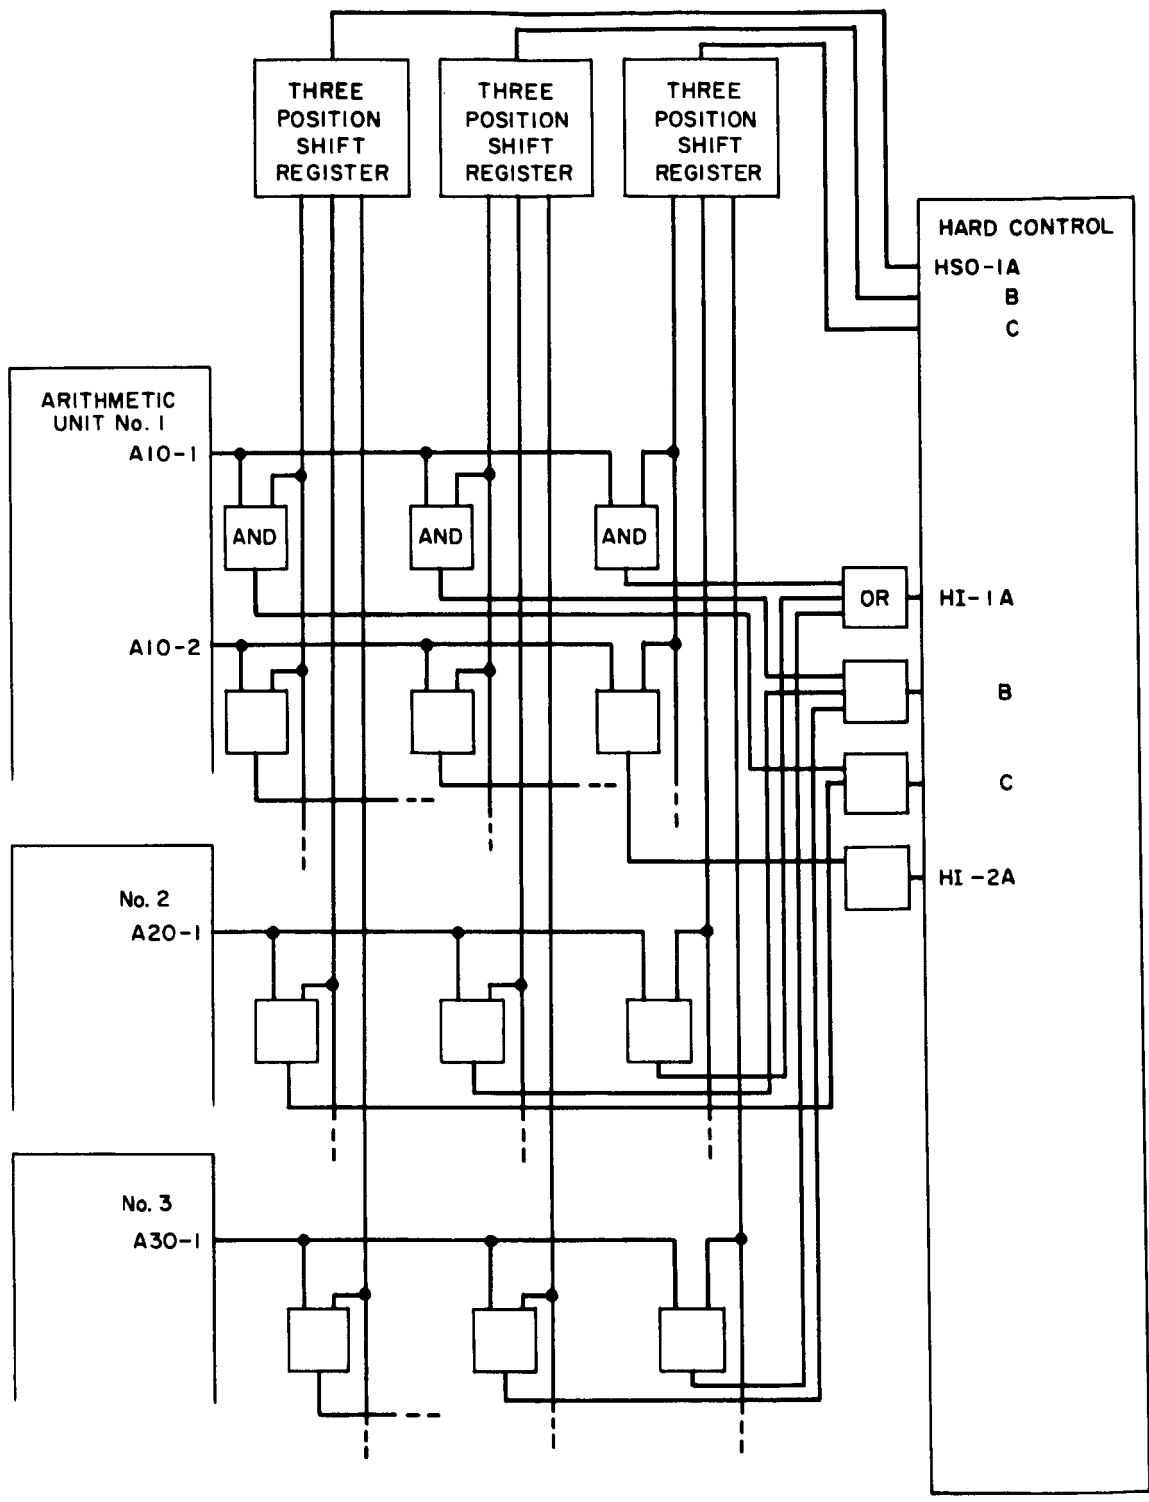 THREE
POSITION
SHIFT
REGISTER
THREE
POSITION
SHIFT
REGISTER
THREE
POSITION
SHIFT
REGISTER
HARD CONTROL
HSO-1A
B
C
ARITHMETIC
UNIT No. 1
A10-1
AND
AND
AND
OR
HI-1A
A10-2
B
C
HI-2A
No. 2
A20-1
No. 3
A30-1